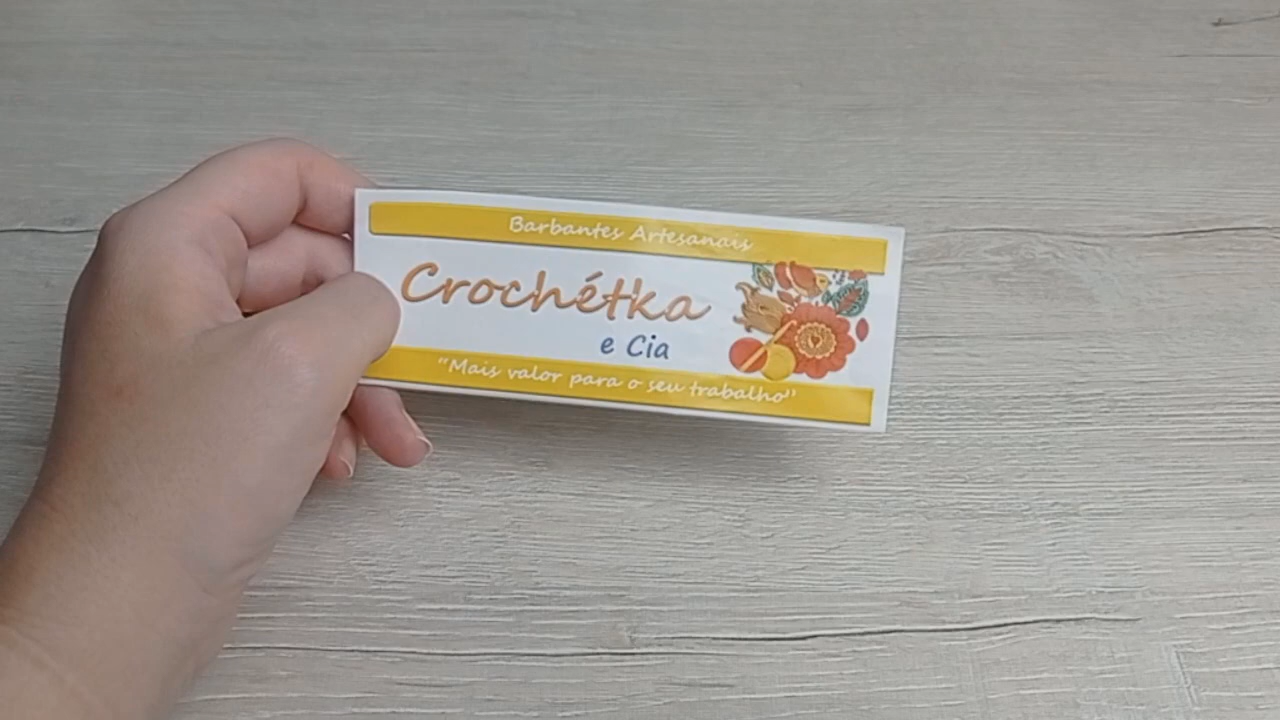 Barbantes Artesanais
Crochétka
e Cia
"Mais valor para o seu trabalho"